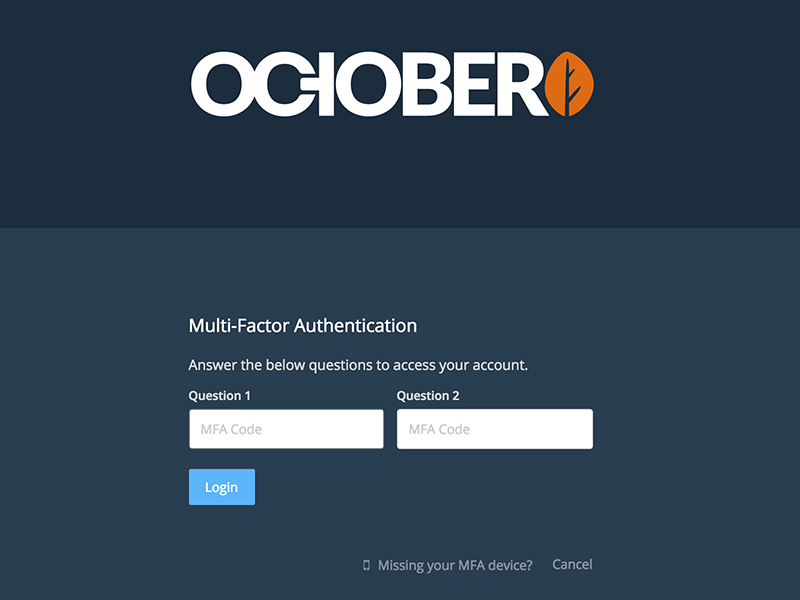 OCTOBER
Multi-Factor Authentication
Answer the below questions to access your account.
Question 1 Question 2
MFA Code MFA Code
Login
Missing your MFA device? Cancel